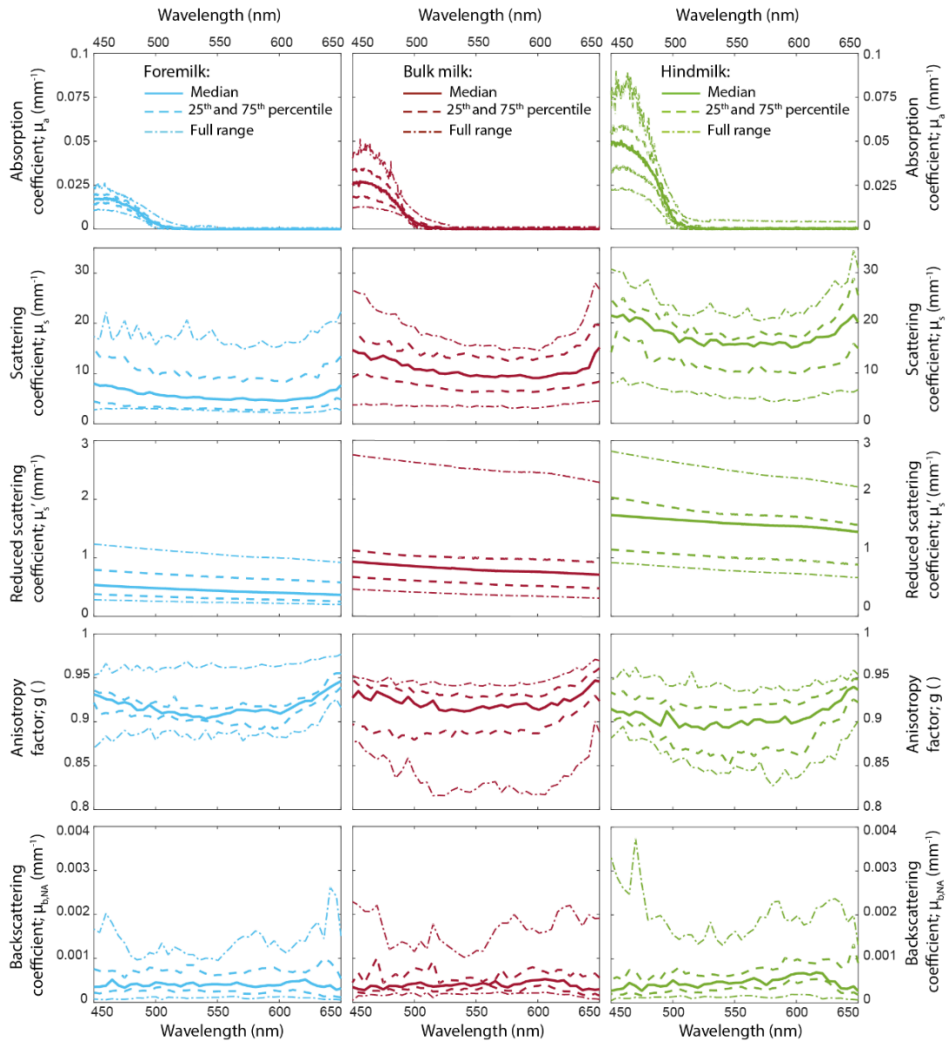 Wavelength (nm) Wavelength (nm) Wavelength (nm)
450 500 550 600 650 450 500 550 600 650 450 500 550 600 650
Absorption
coefficient; μa (mm⁻¹)
0.1
0.075
0.05
0.025
0
Foremilk:
Median
25th and 75th percentile
Full range
Bulk milk:
Median
25th and 75th percentile
Full range
Hindmilk:
Median
25th and 75th percentile
Full range
0.1
0.075
0.05
0.025
0
Absorption
coefficient; μa (mm⁻¹)
Scattering
coefficient; μs (mm⁻¹)
30
20
10
0
30
20
10
0
Scattering
coefficient; μs (mm⁻¹)
Reduced scattering
coefficient; μs′ (mm⁻¹)
3
2
1
0
3
2
1
0
Reduced scattering
coefficient; μs′ (mm⁻¹)
Anisotropy
factor; g ( )
1
0.95
0.9
0.85
0.8
1
0.95
0.9
0.85
0.8
Anisotropy
factor; g ( )
Backscattering
coefficient; μb,NA (mm⁻¹)
0.004
0.003
0.002
0.001
0
0.004
0.003
0.002
0.001
0
Backscattering
coefficient; μb,NA (mm⁻¹)
450 500 550 600 650 450 500 550 600 650 450 500 550 600 650
Wavelength (nm) Wavelength (nm) Wavelength (nm)